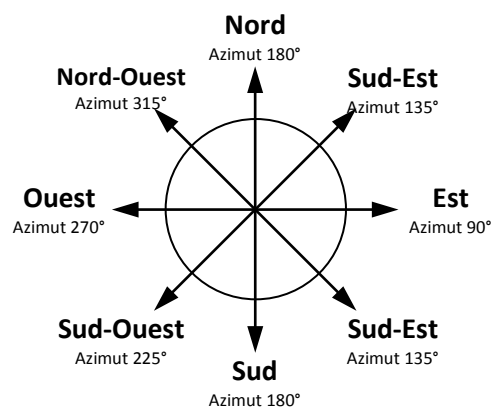 Nord
Azimut 180°
Nord-Ouest
Azimut 315°
Sud-Est
Azimut 135°
Ouest
Azimut 270°
Est
Azimut 90°
Sud-Ouest
Azimut 225°
Sud-Est
Azimut 135°
Sud
Azimut 180°